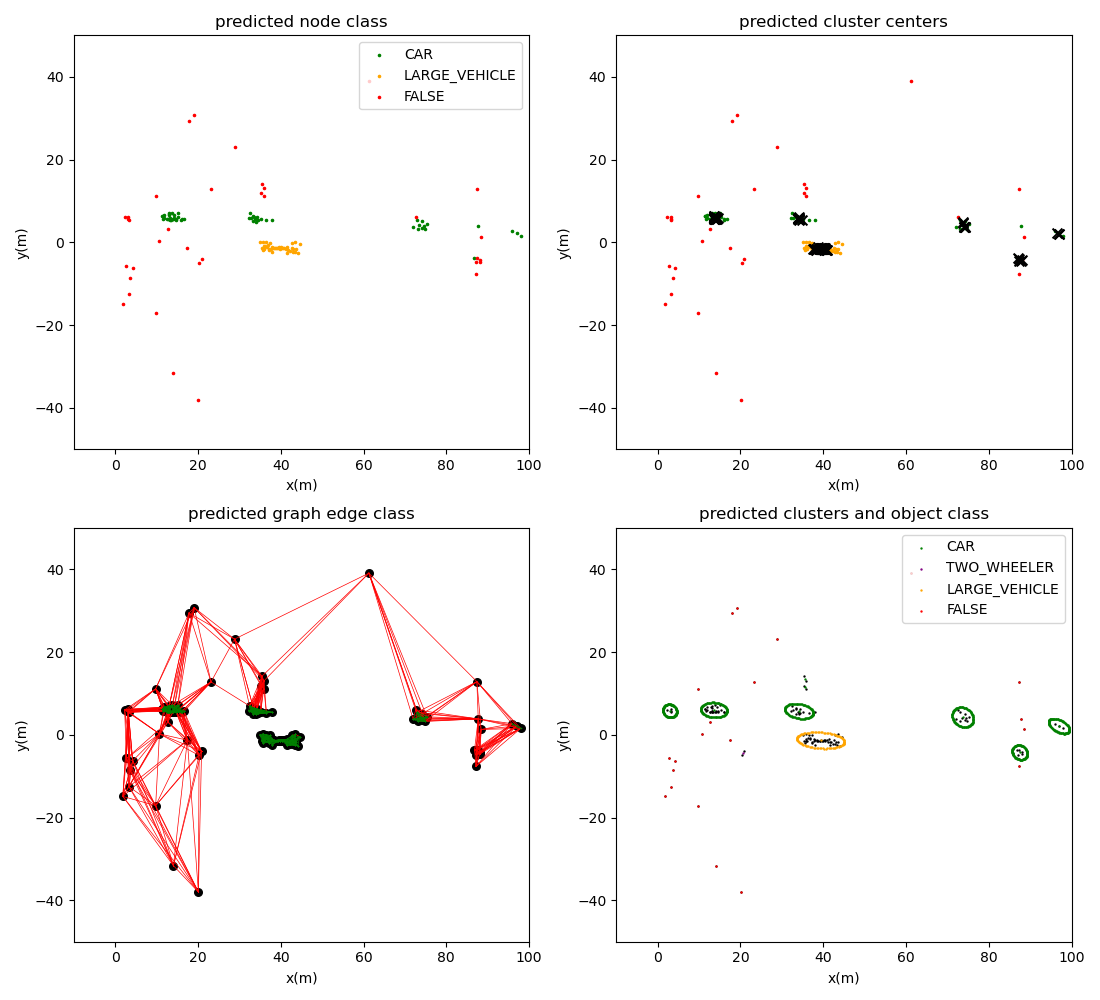 predicted node class
CAR
LARGE_VEHICLE
FALSE
40
20
0
−20
−40
y(m)
0 20 40 60 80 100
x(m)
predicted cluster centers
40
20
0
−20
−40
y(m)
0 20 40 60 80 100
x(m)
predicted graph edge class
40
20
0
−20
−40
y(m)
0 20 40 60 80 100
x(m)
predicted clusters and object class
CAR
TWO_WHEELER
LARGE_VEHICLE
FALSE
40
20
0
−20
−40
y(m)
0 20 40 60 80 100
x(m)